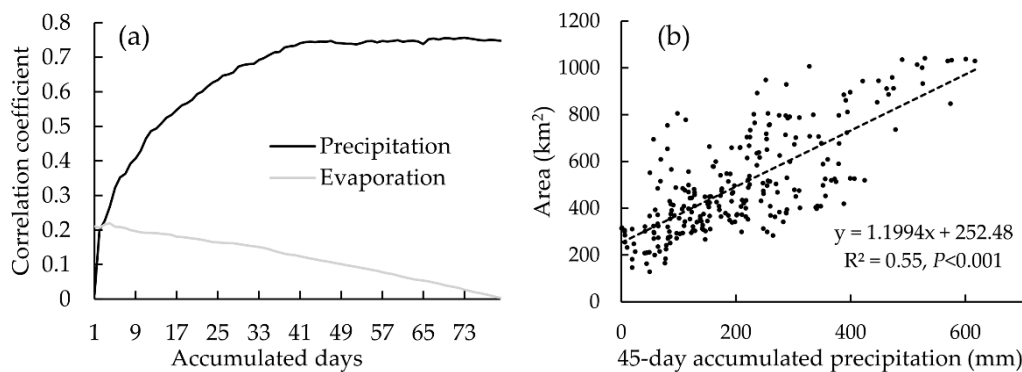 (a)
Correlation coefficient
0.8
0.7
0.6
0.5
0.4
0.3
0.2
0.1
0
Precipitation
Evaporation
1 9 17 25 33 41 49 57 65 73
Accumulated days
(b)
Area (km²)
1200
1000
800
600
400
200
0
y = 1.1994x + 252.48
R² = 0.55, P<0.001
0 200 400 600
45-day accumulated precipitation (mm)